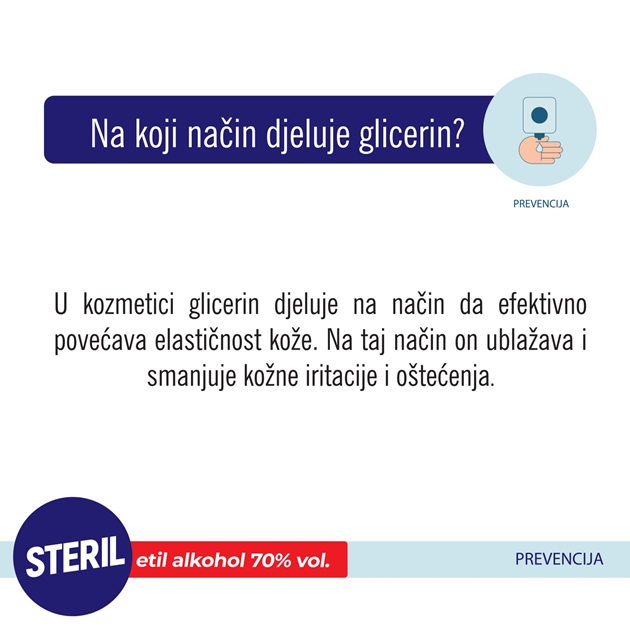 Na koji način djeluje glicerin?
PREVENCIJA
U kozmetici glicerin djeluje na način da efektivno
povećava elastičnost kože. Na taj način on ublažava i
smanjuje kožne iritacije i oštećenja.
STERIL
etil alkohol 70% vol.
PREVENCIJA